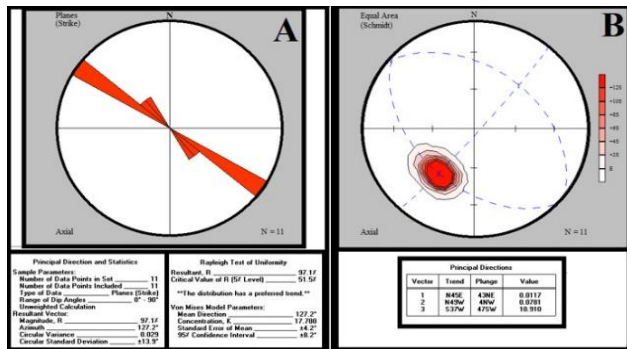 Planes
(Strike)
N
A
Axial
N = 11
Principal Direction and Statistics
Sample Parameters:
Number of Data Points in Set 11
Number of Data Points Included 11
Type of Data Planes (Strike)
Range of Dip Angles 0° - 90°
Unweighted Calculation
Resultant Vector:
Magnitude, R 97.1%
Azimuth 127.2°
Circular Variance 0.029
Circular Standard Deviation ±13.9°
Rayleigh Test of Uniformity
Resultant, R 97.1%
Critical Value of R (5% Level) 51.5%
**The distribution has a preferred trend.**
Von Mises Model Parameters:
Mean Direction 127.2°
Concentration, K 17.780
Standard Error of Mean ±4.2°
95% Confidence Interval ±8.2°
Equal Area
(Schmidt)
N
B
Axial
N = 11
Principal Directions
Vector Trend Plunge Value
1 N45E 43NE 0.0117
2 N49W 4NW 0.0781
3 S37W 47SW 10.910